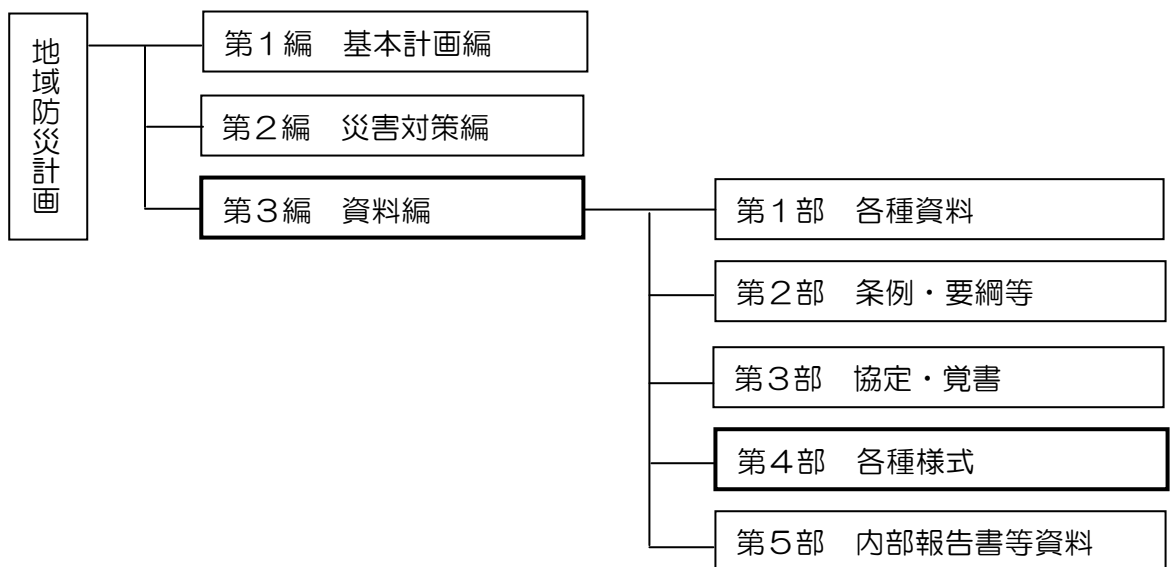 地域防災計画
第1編　基本計画編
第2編　災害対策編
第3編　資料編
第1部　各種資料
第2部　条例・要綱等
第3部　協定・覚書
第4部　各種様式
第5部　内部報告書等資料